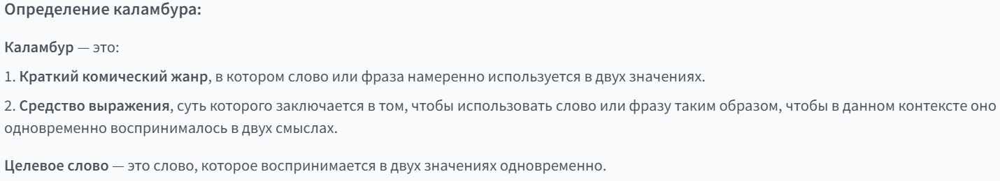 Определение каламбура:
Каламбур — это:
1. Краткий комический жанр, в котором слово или фраза намеренно используется в двух значениях.
2. Средство выражения, суть которого заключается в том, чтобы использовать слово или фразу таким образом, чтобы в данном контексте оно
одновременно воспринималось в двух смыслах.
Целевое слово — это слово, которое воспринимается в двух значениях одновременно.